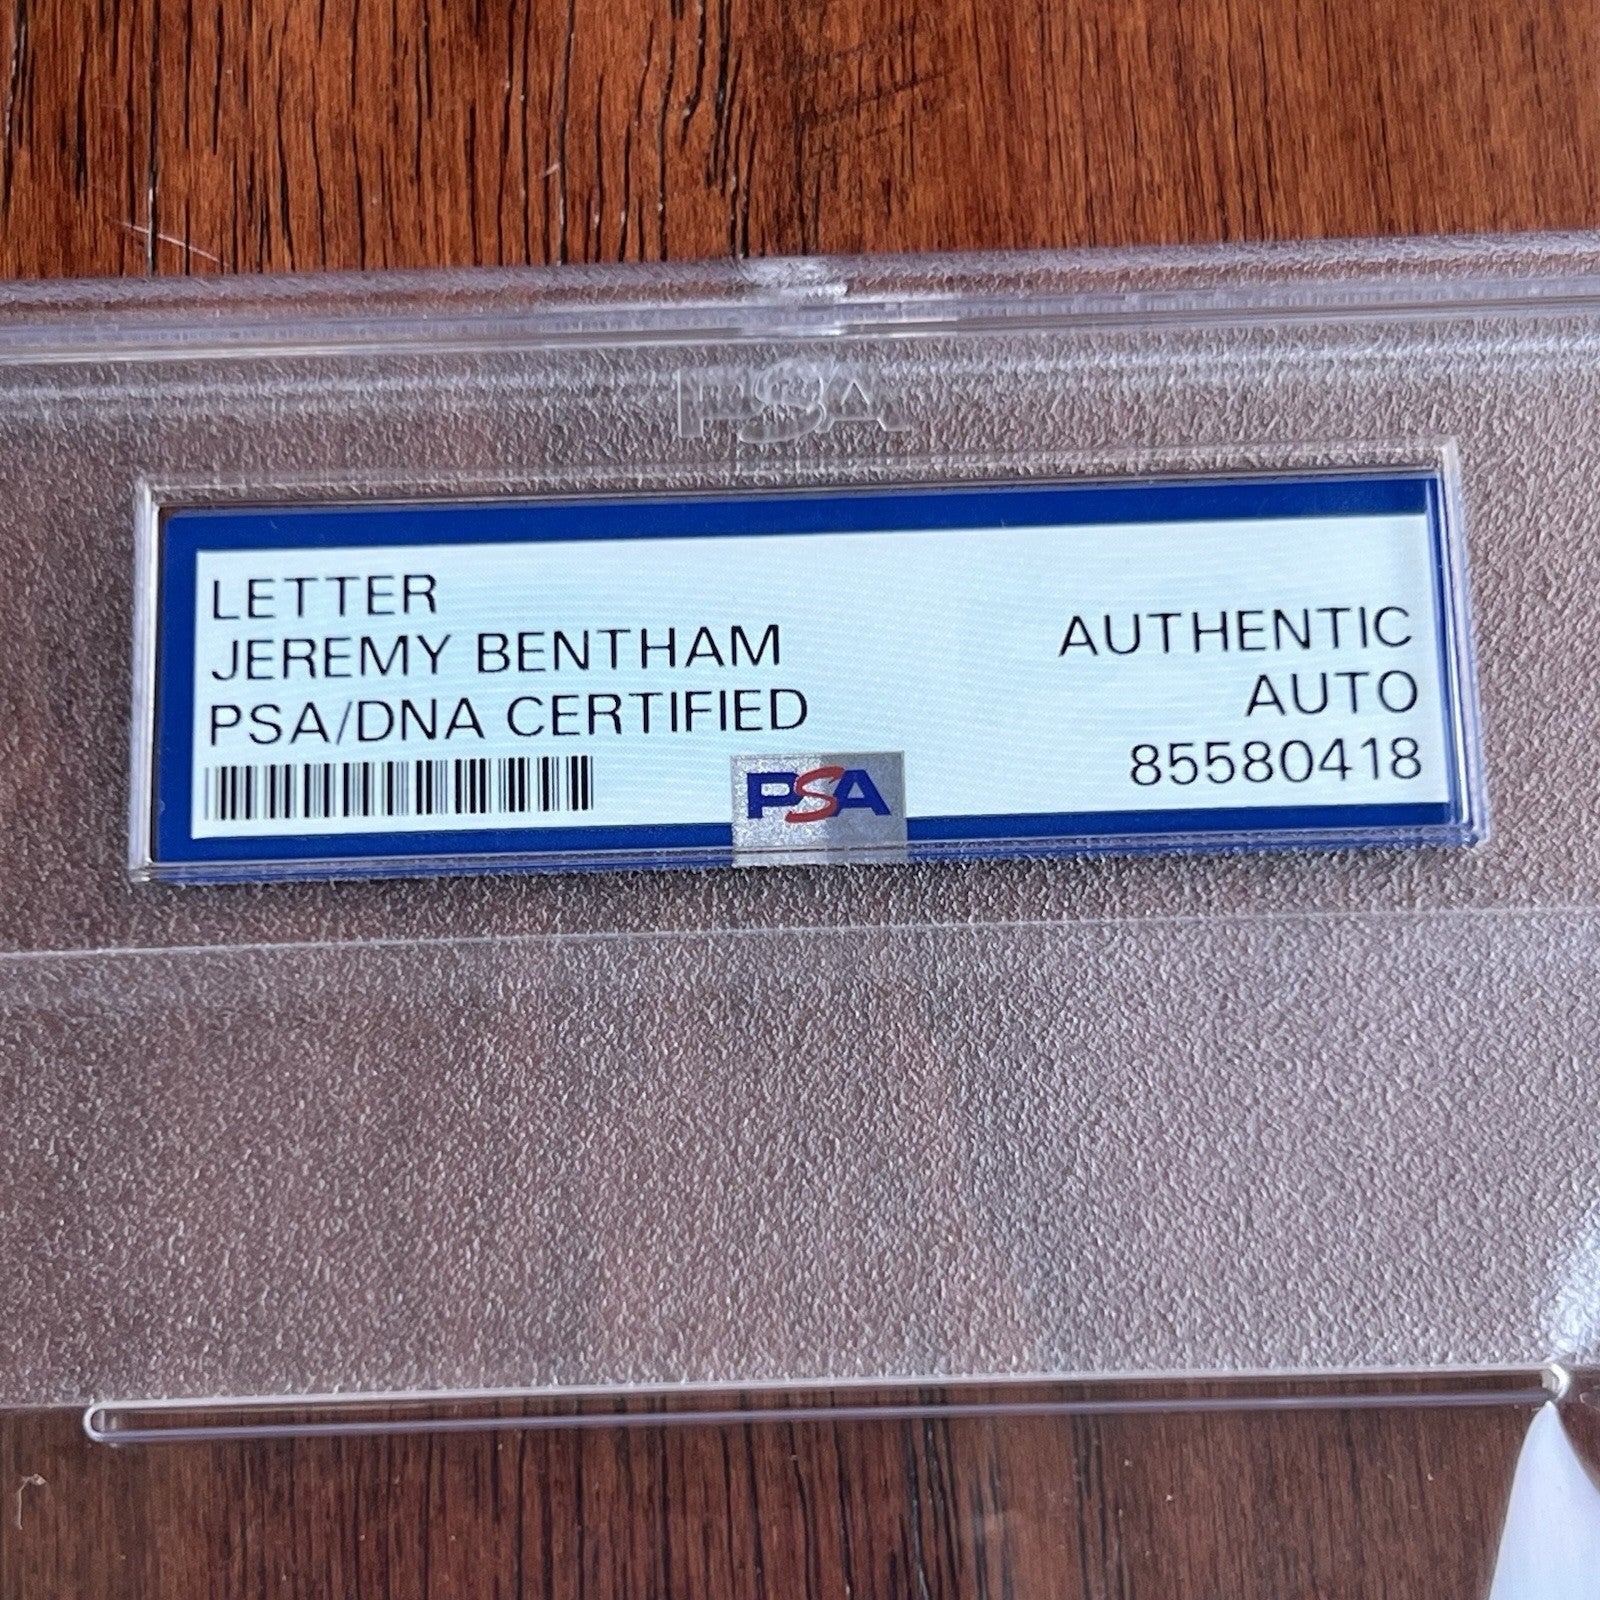 PSA
LETTER
JEREMY BENTHAM
PSA/DNA CERTIFIED
AUTHENTIC
AUTO
85580418
PSA